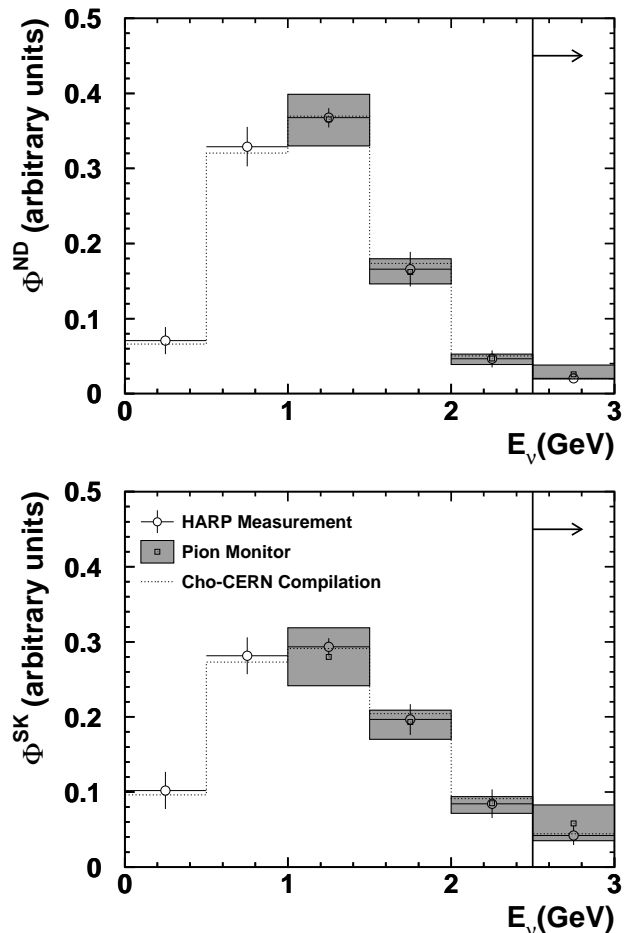 Φ^ND (arbitrary units)
0.5
0.4
0.3
0.2
0.1
0
0 1 2 3
E_ν(GeV)
Φ^SK (arbitrary units)
0.5
0.4
0.3
0.2
0.1
0
HARP Measurement
Pion Monitor
Cho-CERN Compilation
0 1 2 3
E_ν(GeV)